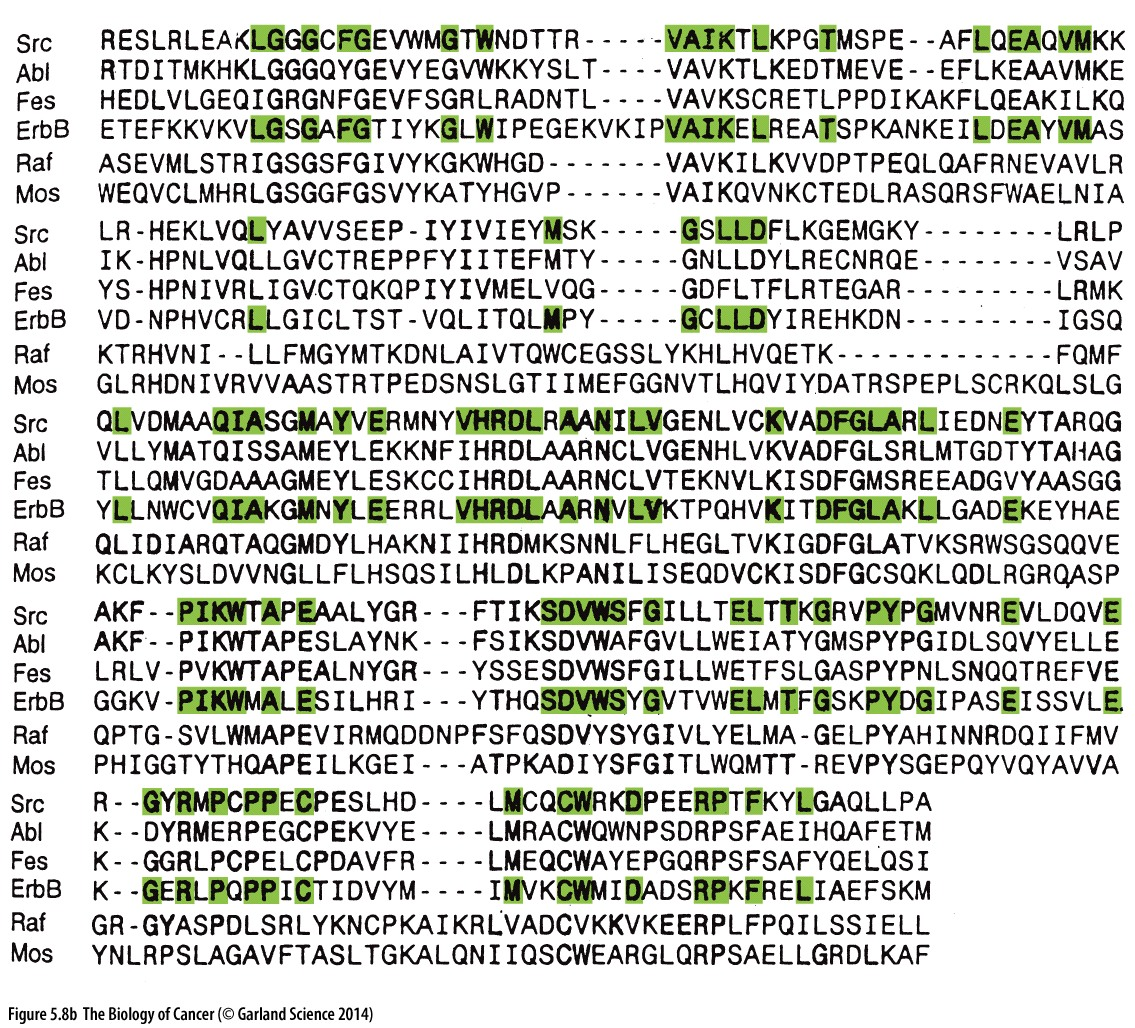 Src RESLRLEAKLGGGCFGEVWMGTWNDTTR-----VAIKTLKPGTMSPE--AFLQEAQVMKK
Abl RTDITMKHKLGGGQYGEVYEGVWKKYSLT-----VAVKTLKEDTMEVE--EFLKEAAVMKE
Fes HEDLVLGEQIGRGNFGEVFSGRLRADNTL----VAVKSCRETLPPDIKAKFLQEAKILKQ
ErbB ETEFKKVKVLGSGAFGTIYKGLWIPEGEKVKIPVAIKELREATSPKANKEILDEAYVMAS
Raf ASEVMLSTRIGSGSFGIVYKGKWHGD-------VAVKILKVVDPTPEQLQAFRNEVAVLR
Mos WEQVCLMHRLGSGGFGSVYKATYHGVP------VAIKQVNKCTEDLRASQRSFWAELNIA
Src LR-HEKLVQLYAVVSEEP-IYIVIEYMSK-----GSLLDFLKGEMGKY--------LRLP
Abl IK-HPNLVQLLGVCTREPPFYIITEFMTY-----GNLLDYLRECNRQE--------VSAV
Fes YS-HPNIVRLIGVCTQKQPIYIVMELVQG-----GDFLTFLRTEGAR---------LRMK
ErbB VD-NPHVCRLLGICLTST-VQLITQLMPY-----GCLLDYIREHKDN---------IGSQ
Raf KTRHVNI--LLFMGYMTKDNLAIVTQWCEGSSLYKHLHVQETK-------------FQMF
Mos GLRHDNIVRVVAASTRTPEDSNSLGTIIMEFGGNVTLHQVIYDATRSPEPLSCRKQLSLG
Src QLVDMAAQIASGMAYVERMNYVHRDLRAANILVGENLVCKVADFGLARLIEDNEYTARQG
Abl VLLYMATQISSAMEYLEKKNFIHRDLAARNCLVGENHLVKVADFGLSRLMTGDTYTAHAG
Fes TLLQMVGDAAAGMEYLESKCCIHRDLAARNCLVTEKNVLKISDFGMSREEADGVYAASGG
ErbB YLLNWCVQIAKGMNYLEERRLVHRDLAARNVLVKTPQHVKITDFGLAKLLGADEKEYHAE
Raf QLIDIARQTAQGMDYLHAKNIIHRDMKSNNLFLHEGLTVKIGDFGLATVKSRWSGSQQVE
Mos KCLKYSLDVVNGLLFLHSQSILHLDLKPANILISEQDVCKISDFGCSQKLQDLRGRQASP
Src AKF--PIKWTAPEAALYGR---FTIKSDVWSFGILLTELTTKGRVPYPGMVNREVLDQVE
Abl AKF--PIKWTAPESLAYNK---FSIKSDVWAFGVLLWEIATYGMSPYPGIDLSQVYELLE
Fes LRLV-PVKWTAPEALNYGR---YSSESDVWSFGILLWETFSLGASPYPNLSNQQTREFVE
ErbB GGKV-PIKWMALESILHRI---YTHQSDVWSYGVTVWELMTFGSKPYDGIPASEISSVLE
Raf QPTG-SVLWMAPEVIRMQDDNPFSFQSDVYSYGIVLYELMA-GELPYAHINNRDQIIFMV
Mos PHIGGTYTHQAPEILKGEI---ATPKADIYSFGITLWQMTT-REVPYSGEPQYVQYAVVA
Src R--GYRMPCPPECPESLHD----LMCQCWRKDPEERPTFKYLGAQLLPA
Abl K--DYRMERPEGCPEKVYE----LMRACWQWNPSDRPSFAEIHQAFETM
Fes K--GGRLPCPELCPDAVFR----LMEQCWAYEPGQRPSFSAFYQELQSI
ErbB K--GERLPQPPICTIDVYM----IMVKCWMIDADSRPKFRELIAEFSKM
Raf GR-GYASPDLSRLYKNCPKAIKRLVADCVKKVKEERPLFPQILSSIELL
Mos YNLRPSLAGAVFTASLTGKALQNIIQSCWEARGLQRPSAELLGRDLKAF
Figure 5.8b The Biology of Cancer (© Garland Science 2014)